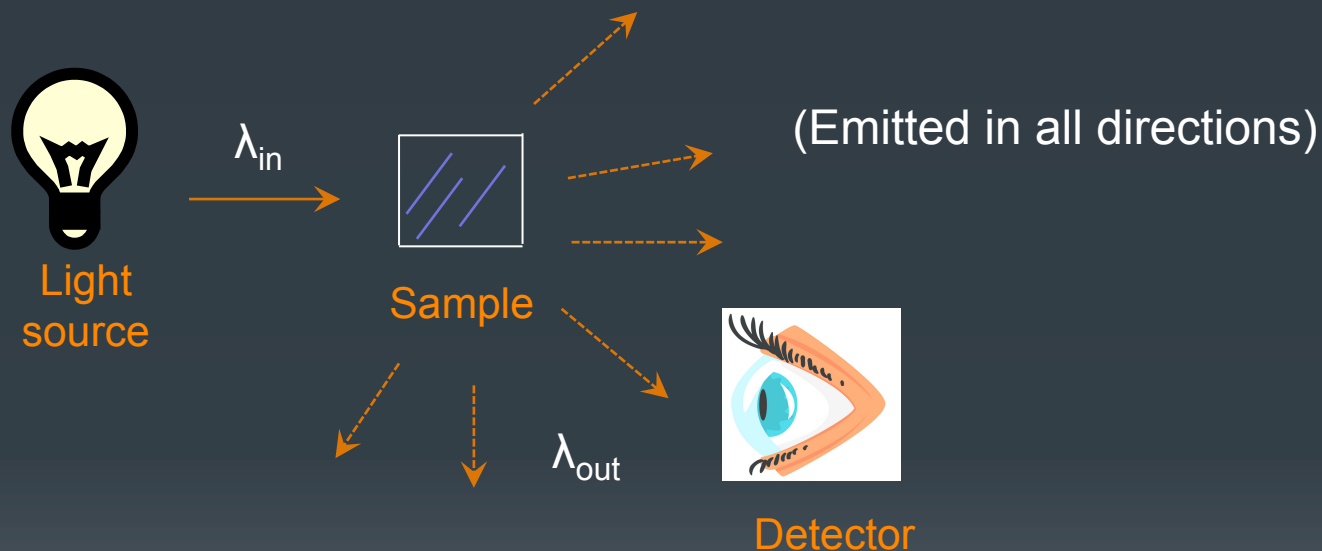 (Emitted in all directions)
λin
Light
source
Sample
λout
Detector